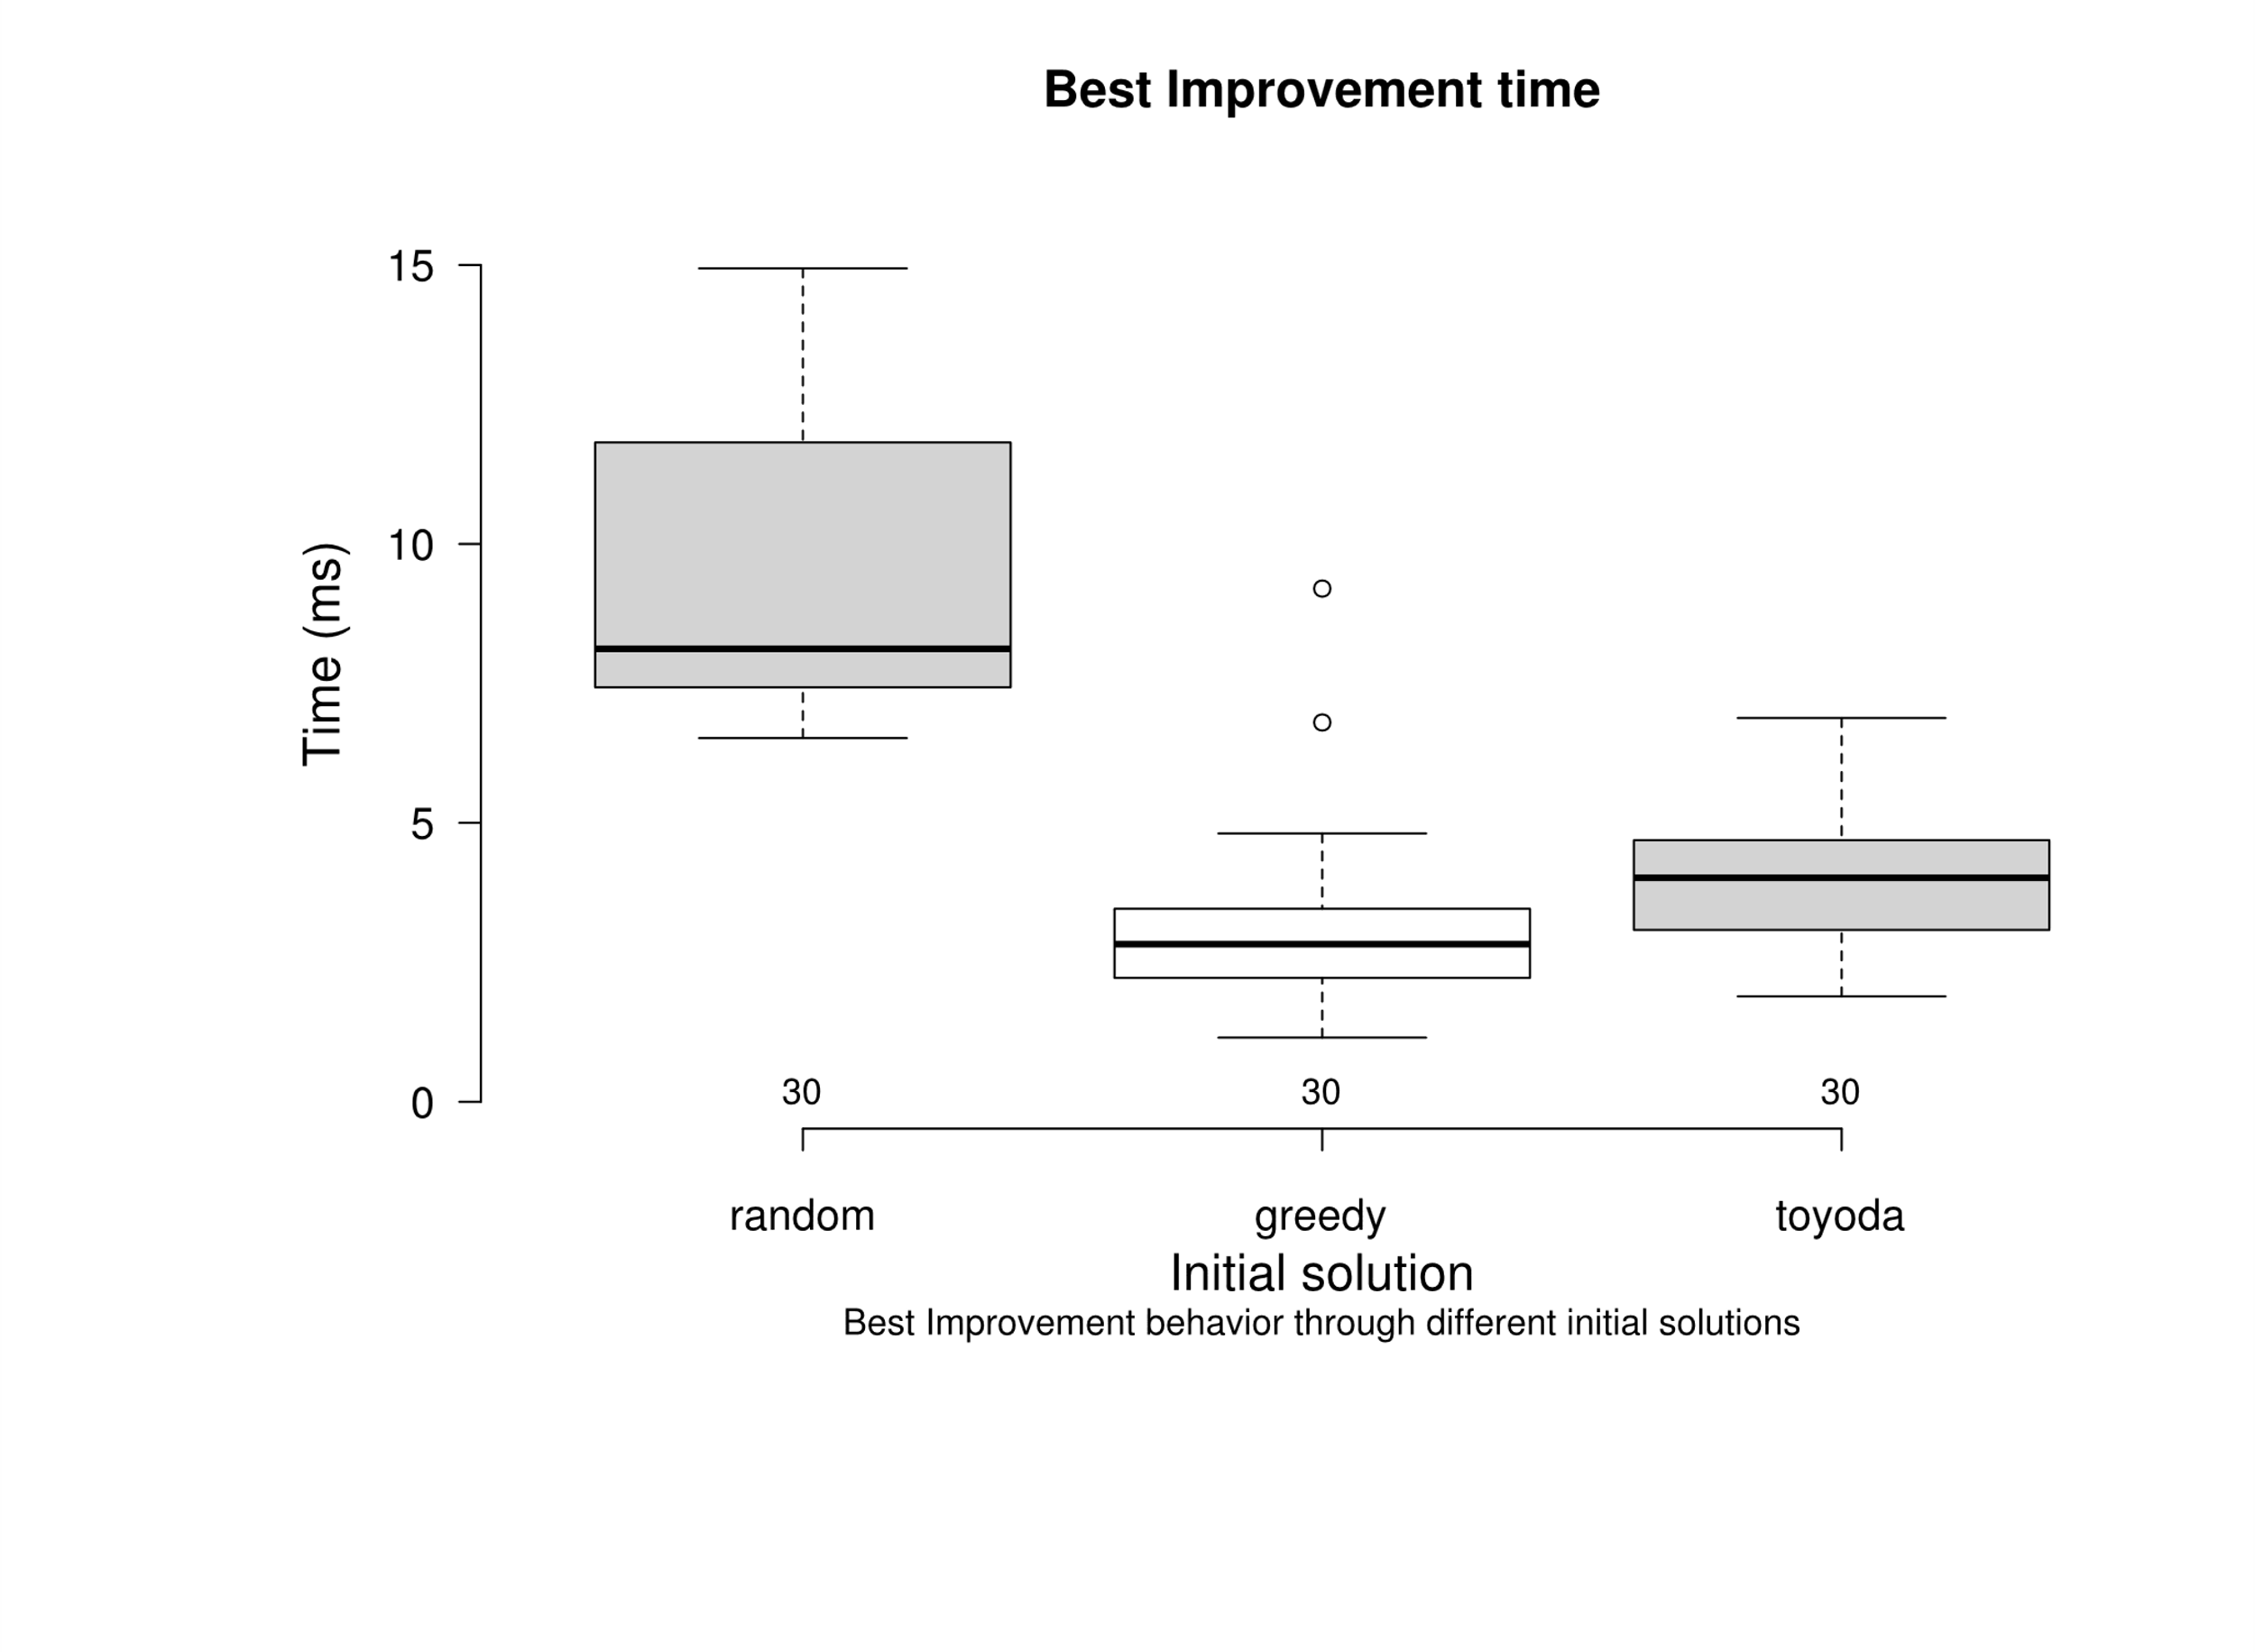 Best Improvement time
15
10
5
0
Time (ms)
30 30 30
random greedy toyoda
Initial solution
Best Improvement behavior through different initial solutions